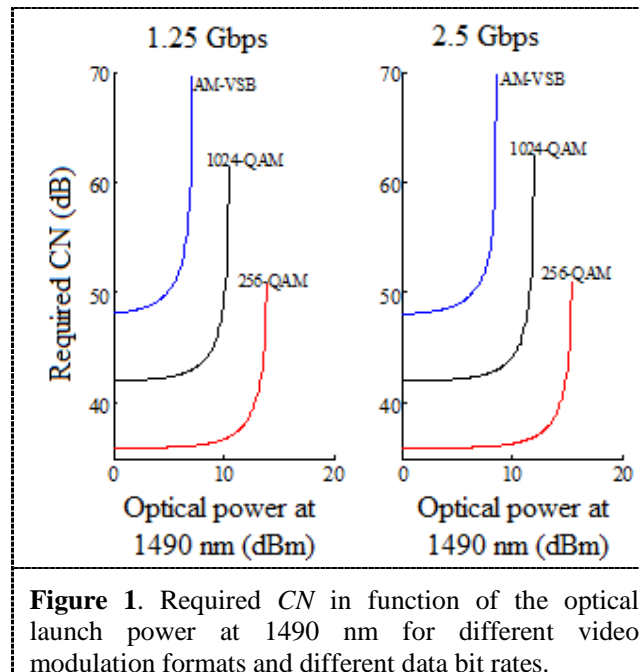 1.25 Gbps
2.5 Gbps
Required CN (dB)
70
60
50
40
0
10
20
AM-VSB
1024-QAM
256-QAM
Optical power at
1490 nm (dBm)
70
60
50
40
0
10
20
AM-VSB
1024-QAM
256-QAM
Optical power at
1490 nm (dBm)
Figure 1. Required CN in function of the optical
launch power at 1490 nm for different video
modulation formats and different data bit rates.